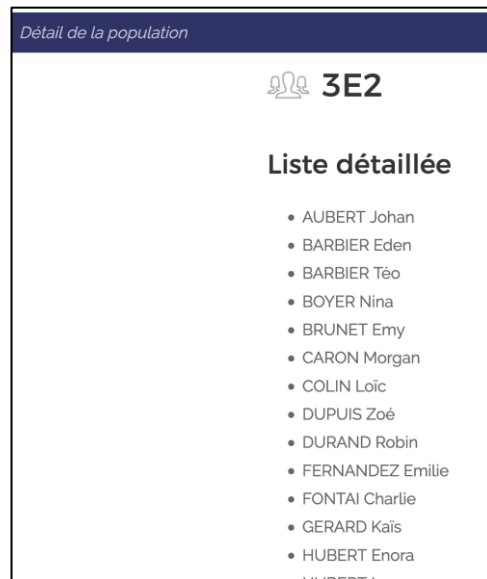 Détail de la population
3E2
Liste détaillée
• AUBERT Johan
• BARBIER Eden
• BARBIER Téo
• BOYER Nina
• BRUNET Emy
• CARON Morgan
• COLIN Loïc
• DUPUIS Zoé
• DURAND Robin
• FERNANDEZ Emilie
• FONTAI Charlie
• GERARD Kaïs
• HUBERT Enora